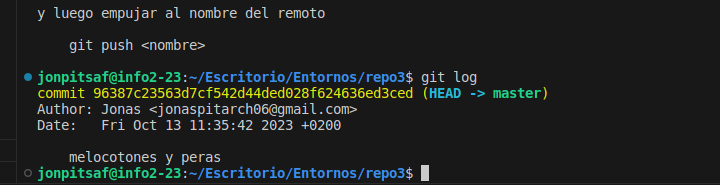 y luego empujar al nombre del remoto
git push <nombre>
jonpitsaf@info2-23:~/Escritorio/Entornos/repo3$ git log
commit 96387c23563d7cf542d44ded028f624636ed3ced (HEAD -> master)
Author: Jonas <jonaspitarch06@gmail.com>
Date:   Fri Oct 13 11:35:42 2023 +0200
melocotones y peras
jonpitsaf@info2-23:~/Escritorio/Entornos/repo3$